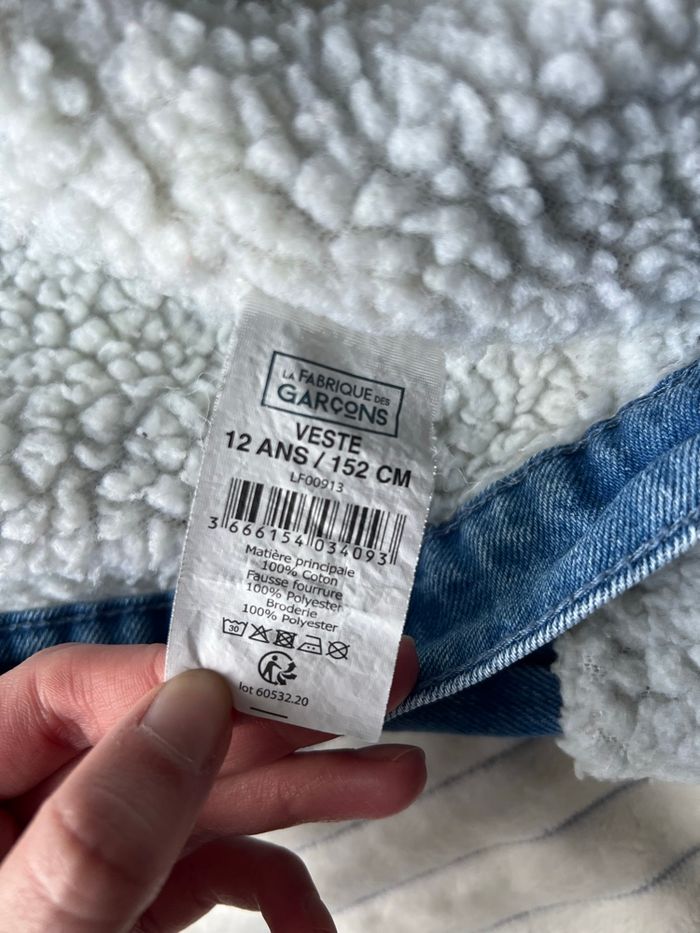 LA FABRIQUE DES
GARÇONS
VESTE
12 ANS / 152 CM
LF00913
3 666154 034093
Matière principale
100% Coton
Fausse fourrure
100% Polyester
Broderie
100% Polyester
30
lot 60532.20